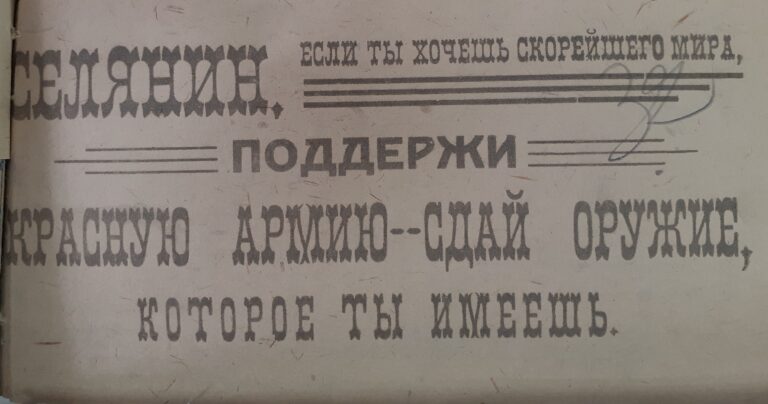 СЕЛЯНИН, ЕСЛИ ТЫ ХОЧЕШЬ СКОРЕЙШЕГО МИРА,
ПОДДЕРЖИ
КРАСНУЮ АРМИЮ--СДАЙ ОРУЖИЕ,
КОТОРОЕ ТЫ ИМЕЕШЬ.